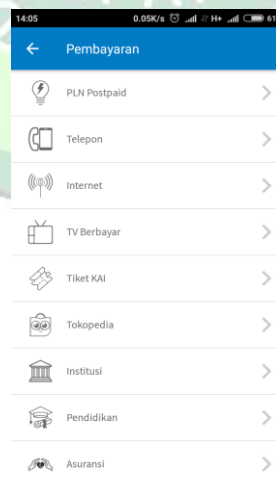 14:05 0.05K/s H+ 61
Pembayaran
PLN Postpaid
Telepon
Internet
TV Berbayar
Tiket KAI
Tokopedia
Institusi
Pendidikan
Asuransi